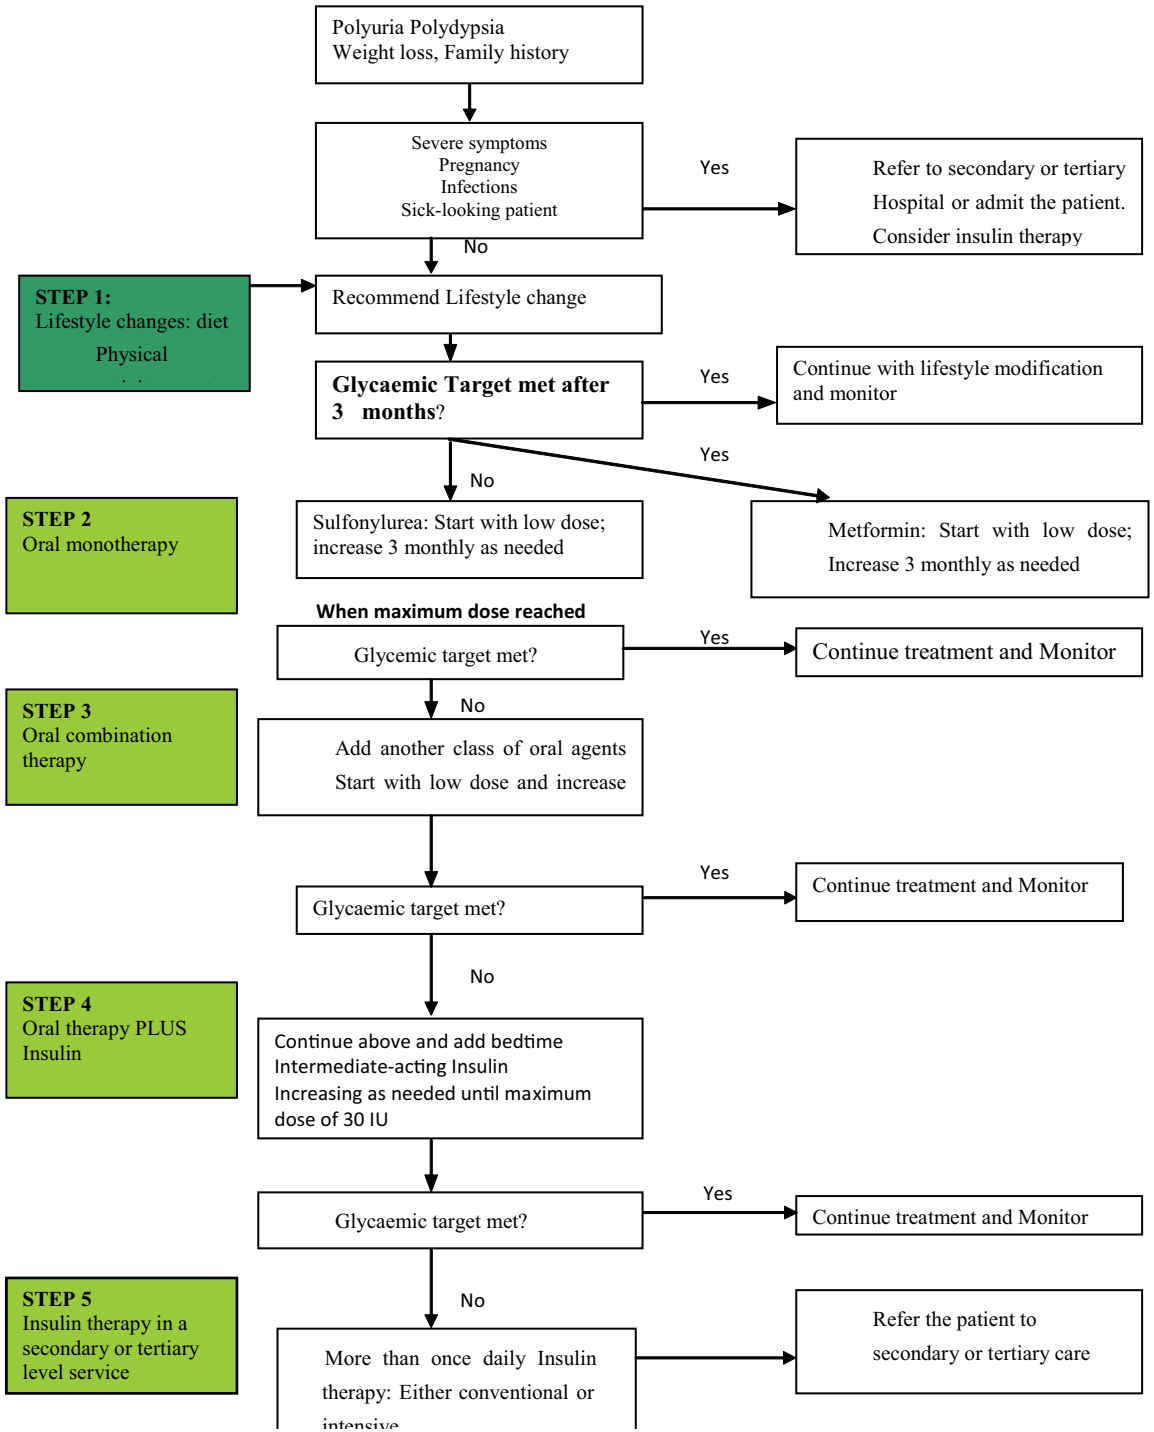 Polyuria Polydypsia
Weight loss, Family history
Severe symptoms
Pregnancy
Infections
Sick-looking patient
Yes
Refer to secondary or tertiary
Hospital or admit the patient.
Consider insulin therapy
No
STEP 1:
Lifestyle changes: diet
Physical
Recommend Lifestyle change
Glycaemic Target met after
3 months?
Yes
Continue with lifestyle modification
and monitor
Yes
No
STEP 2
Oral monotherapy
Sulfonylurea: Start with low dose;
increase 3 monthly as needed
Metformin: Start with low dose;
Increase 3 monthly as needed
When maximum dose reached
Glycemic target met?
Yes
Continue treatment and Monitor
No
STEP 3
Oral combination
therapy
Add another class of oral agents
Start with low dose and increase
Glycaemic target met?
Yes
Continue treatment and Monitor
No
STEP 4
Oral therapy PLUS
Insulin
Continue above and add bedtime
Intermediate-acting Insulin
Increasing as needed until maximum
dose of 30 IU
Glycaemic target met?
Yes
Continue treatment and Monitor
No
STEP 5
Insulin therapy in a
secondary or tertiary
level service
More than once daily Insulin
therapy: Either conventional or
intensive
Refer the patient to
secondary or tertiary care